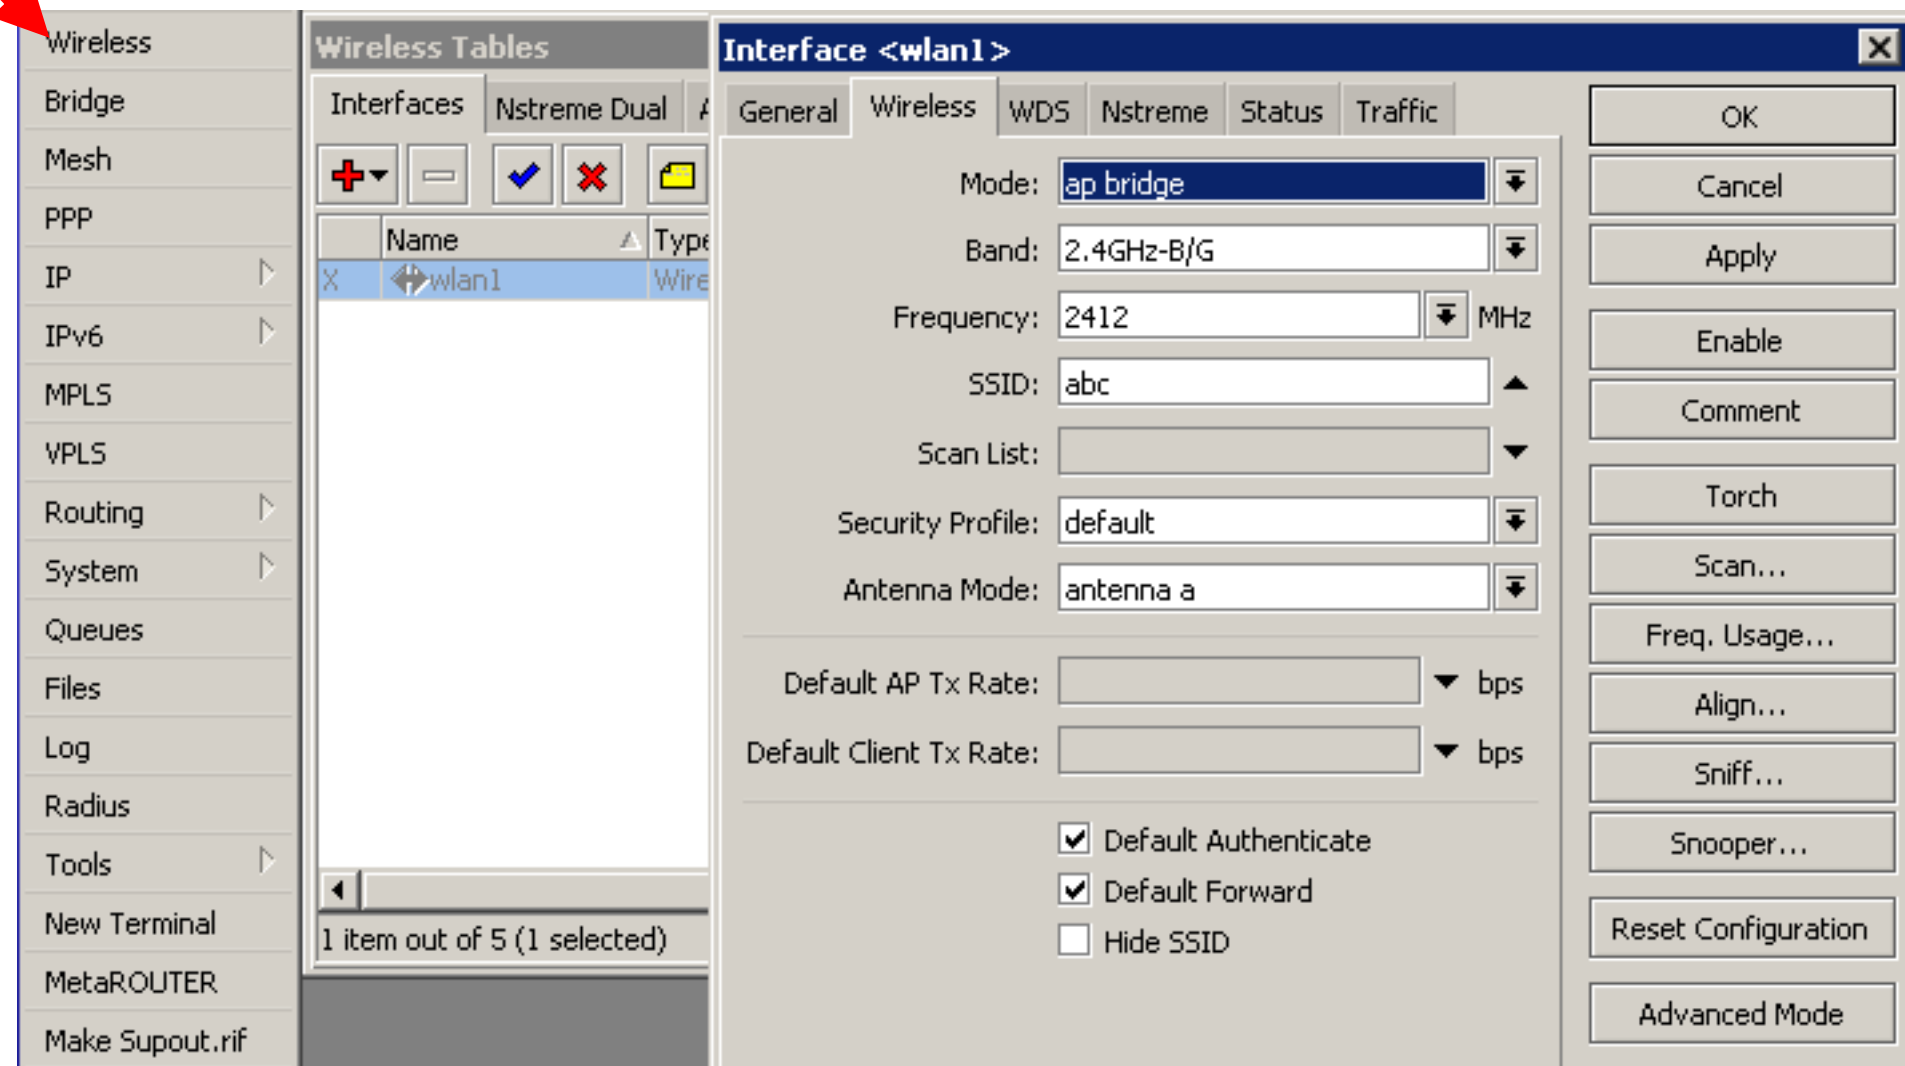 Wireless
Bridge
Mesh
PPP
IP
IPv6
MPLS
VPLS
Routing
System
Queues
Files
Log
Radius
Tools
New Terminal
MetaROUTER
Make Supout.rif
Wireless Tables
Interfaces Nstreme Dual
Name Type
X wlan1 Wire
1 item out of 5 (1 selected)
Interface <wlan1>
General Wireless WDS Nstreme Status Traffic
Mode: ap bridge
Band: 2.4GHz-B/G
Frequency: 2412 MHz
SSID: abc
Scan List:
Security Profile: default
Antenna Mode: antenna a
Default AP Tx Rate: bps
Default Client Tx Rate: bps
Default Authenticate
Default Forward
Hide SSID
OK
Cancel
Apply
Enable
Comment
Torch
Scan...
Freq. Usage...
Align...
Sniff...
Snooper...
Reset Configuration
Advanced Mode